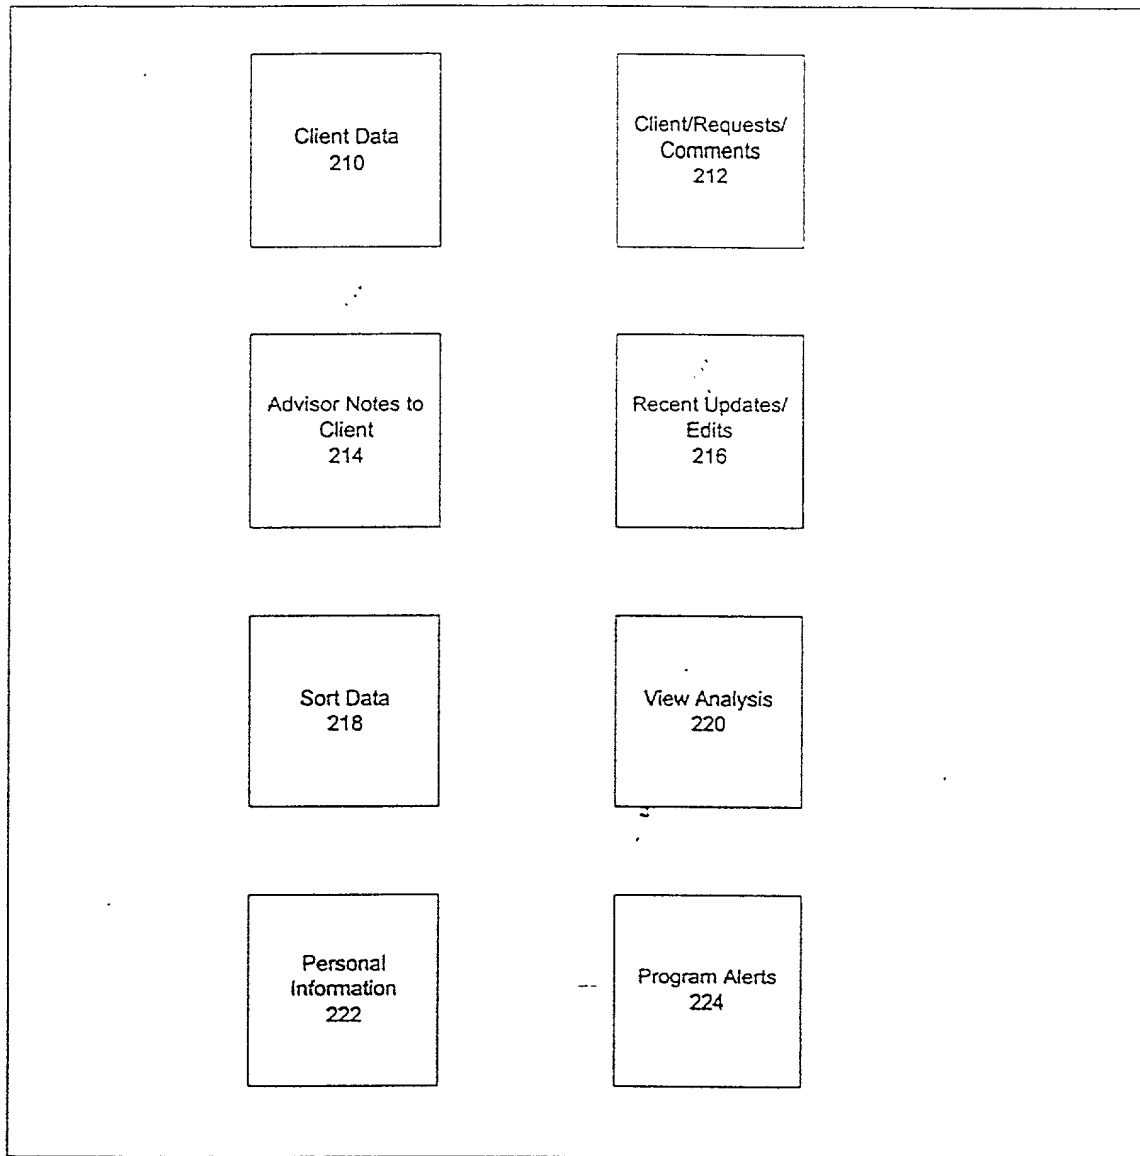 Client Data
210
Client/Requests/
Comments
212
Advisor Notes to
Client
214
Recent Updates/
Edits
216
Sort Data
218
View Analysis
220
Personal
Information
222
Program Alerts
224